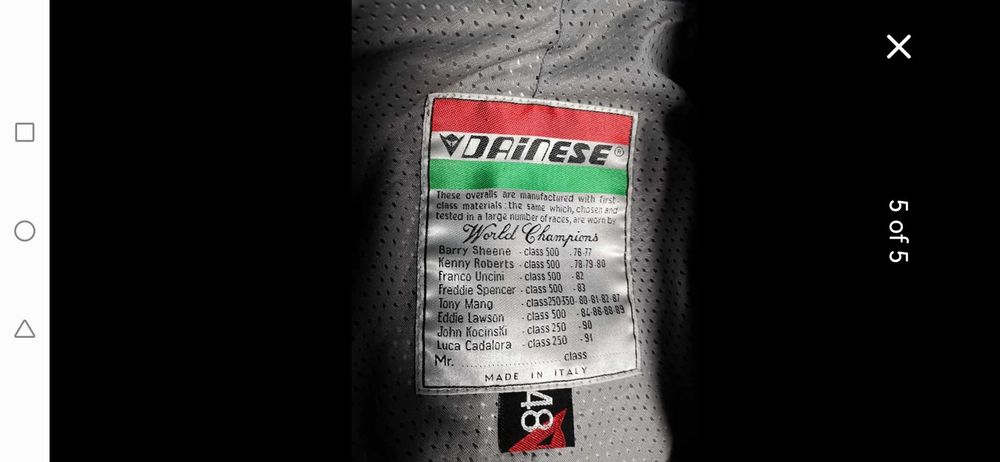 DAINESE®
These overalls are manufactured with first-
class materials: the same which, chosen and
tested in a large number of races, are worn by
World Champions
Barry Sheene - class 500 .76-77
Kenny Roberts - class 500 .78-79-80
Franco Uncini - class 500 - 82
Freddie Spencer - class 500 - 83
Tony Mang - class250350- 80-81-82-87
Eddie Lawson - class 500 - 84-86-88-89
John Kocinski - class 250 - 90
Luca Cadalora - class 250 - 91
Mr. ........................ class
MADE IN ITALY
48
5 of 5